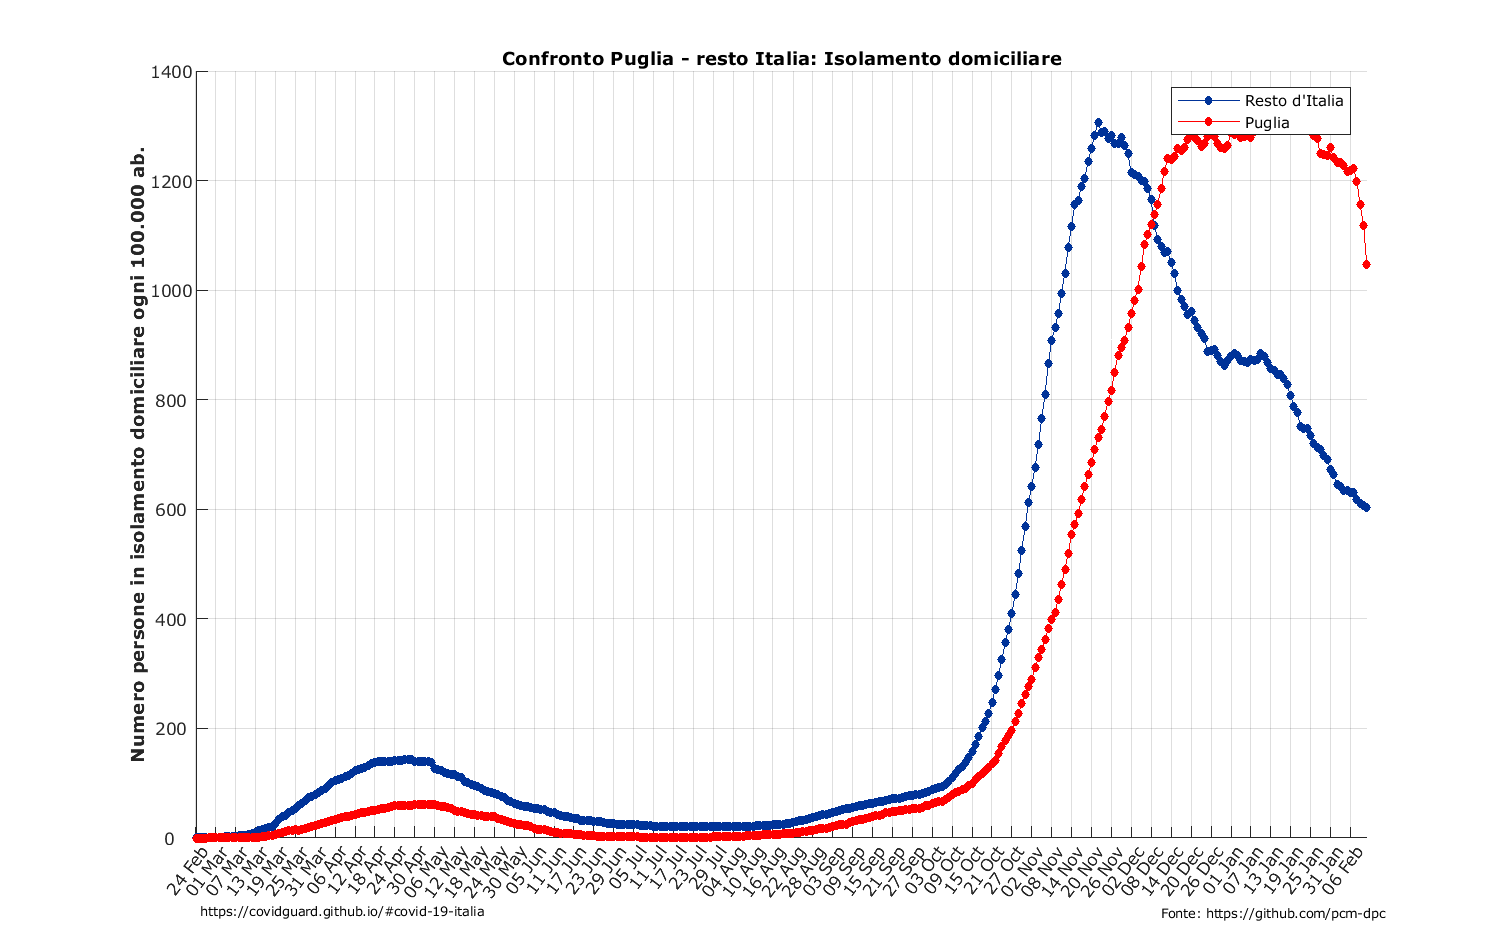 Confronto Puglia - resto Italia: Isolamento domiciliare
Numero persone in isolamento domiciliare ogni 100.000 ab.
1400
1200
1000
800
600
400
200
0
Resto d'Italia
Puglia
24 Feb
01 Mar
07 Mar
13 Mar
19 Mar
25 Mar
31 Mar
06 Apr
12 Apr
18 Apr
24 Apr
30 Apr
06 May
12 May
18 May
24 May
30 May
05 Jun
11 Jun
17 Jun
23 Jun
29 Jun
05 Jul
11 Jul
17 Jul
23 Jul
29 Jul
04 Aug
10 Aug
16 Aug
22 Aug
28 Aug
03 Sep
09 Sep
15 Sep
21 Sep
27 Sep
03 Oct
09 Oct
15 Oct
21 Oct
27 Oct
02 Nov
08 Nov
14 Nov
20 Nov
26 Nov
02 Dec
08 Dec
14 Dec
20 Dec
26 Dec
01 Jan
07 Jan
13 Jan
19 Jan
25 Jan
31 Jan
06 Feb
https://covidguard.github.io/#covid-19-italia
Fonte: https://github.com/pcm-dpc